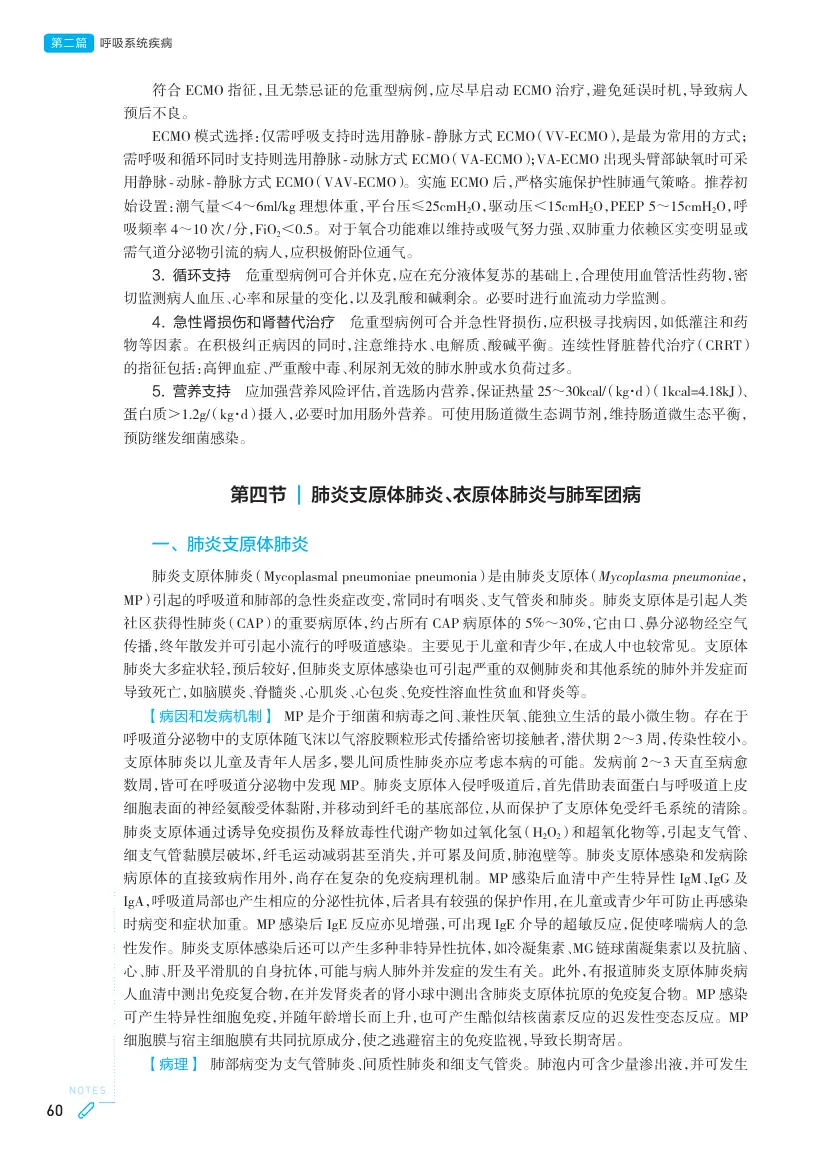 第二篇 呼吸系统疾病
符合 ECMO 指征,且无禁忌证的危重型病例,应尽早启动 ECMO 治疗,避免延误时机,导致病人
预后不良。
ECMO 模式选择:仅需呼吸支持时选用静脉-静脉方式 ECMO(VV-ECMO),是最为常用的方式;
需呼吸和循环同时支持则选用静脉-动脉方式 ECMO(VA-ECMO);VA-ECMO 出现头臂部缺氧时可采
用静脉-动脉-静脉方式 ECMO(VAV-ECMO)。实施 ECMO 后,严格实施保护性肺通气策略。推荐初
始设置:潮气量<4~6ml/kg 理想体重,平台压≤25cmH₂O,驱动压<15cmH₂O,PEEP 5~15cmH₂O,呼
吸频率 4~10 次/分,FiO₂<0.5。对于氧合功能难以维持或吸气努力强、双肺重力依赖区实变明显或
需气道分泌物引流的病人,应积极俯卧位通气。
3. 循环支持 危重型病例可合并休克,应在充分液体复苏的基础上,合理使用血管活性药物,密
切监测病人血压、心率和尿量的变化,以及乳酸和碱剩余。必要时进行血流动力学监测。
4. 急性肾损伤和肾替代治疗 危重型病例可合并急性肾损伤,应积极寻找病因,如低灌注和药
物等因素。在积极纠正病因的同时,注意维持水、电解质、酸碱平衡。连续性肾脏替代治疗(CRRT)
的指征包括:高钾血症、严重酸中毒、利尿剂无效的肺水肿或水负荷过多。
5. 营养支持 应加强营养风险评估,首选肠内营养,保证热量 25~30kcal/(kg·d)(1kcal=4.18kJ)、
蛋白质>1.2g/(kg·d)摄入,必要时加用肠外营养。可使用肠道微生态调节剂,维持肠道微生态平衡,
预防继发细菌感染。
第四节 | 肺炎支原体肺炎、衣原体肺炎与肺军团病
一、肺炎支原体肺炎
肺炎支原体肺炎(Mycoplasmal pneumoniae pneumonia)是由肺炎支原体(Mycoplasma pneumoniae,
MP)引起的呼吸道和肺部的急性炎症改变,常同时有咽炎、支气管炎和肺炎。肺炎支原体是引起人类
社区获得性肺炎(CAP)的重要病原体,约占所有 CAP 病原体的 5%~30%,它由口、鼻分泌物经空气
传播,终年散发并可引起小流行的呼吸道感染。主要见于儿童和青少年,在成人中也较常见。支原体
肺炎大多症状轻,预后较好,但肺炎支原体感染也可引起严重的双侧肺炎和其他系统的肺外并发症而
导致死亡,如脑膜炎、脊髓炎、心肌炎、心包炎、免疫性溶血性贫血和肾炎等。
【病因和发病机制】 MP 是介于细菌和病毒之间、兼性厌氧、能独立生活的最小微生物。存在于
呼吸道分泌物中的支原体随飞沫以气溶胶颗粒形式传播给密切接触者,潜伏期 2~3 周,传染性较小。
支原体肺炎以儿童及青年人居多,婴儿间质性肺炎亦应考虑本病的可能。发病前 2~3 天直至病愈
数周,皆可在呼吸道分泌物中发现 MP。肺炎支原体入侵呼吸道后,首先借助表面蛋白与呼吸道上皮
细胞表面的神经氨酸受体黏附,并移动到纤毛的基底部位,从而保护了支原体免受纤毛系统的清除。
肺炎支原体通过诱导免疫损伤及释放毒性代谢产物如过氧化氢(H₂O₂)和超氧化物等,引起支气管、
细支气管黏膜层破坏,纤毛运动减弱甚至消失,并可累及间质,肺泡壁等。肺炎支原体感染和发病除
病原体的直接致病作用外,尚存在复杂的免疫病理机制。MP 感染后血清中产生特异性 IgM、IgG 及
IgA,呼吸道局部也产生相应的分泌性抗体,后者具有较强的保护作用,在儿童或青少年可防止再感染
时病变和症状加重。MP 感染后 IgE 反应亦见增强,可出现 IgE 介导的超敏反应,促使哮喘病人的急
性发作。肺炎支原体感染后还可以产生多种非特异性抗体,如冷凝集素、MG 链球菌凝集素以及抗脑、
心、肺、肝及平滑肌的自身抗体,可能与病人肺外并发症的发生有关。此外,有报道肺炎支原体肺炎病
人血清中测出免疫复合物,在并发肾炎者的肾小球中测出含肺炎支原体抗原的免疫复合物。MP 感染
可产生特异性细胞免疫,并随年龄增长而上升,也可产生酷似结核菌素反应的迟发性变态反应。MP
细胞膜与宿主细胞膜有共同抗原成分,使之逃避宿主的免疫监视,导致长期寄居。
【病理】 肺部病变为支气管肺炎、间质性肺炎和细支气管炎。肺泡内可含少量渗出液,并可发生
NOTES
60